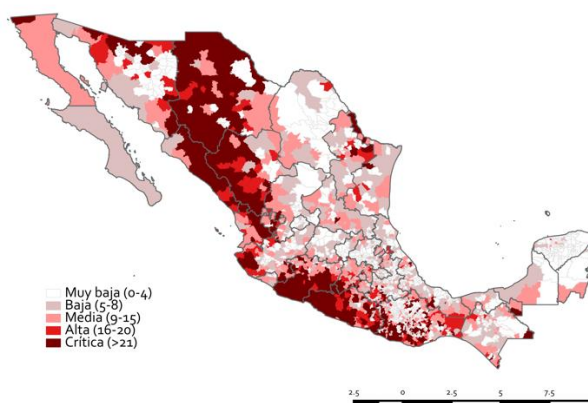 Muy baja (0-4)
Baja (5-8)
Media (9-15)
Alta (16-20)
Crítica (>21)
2.5 0 2.5 5 7.5